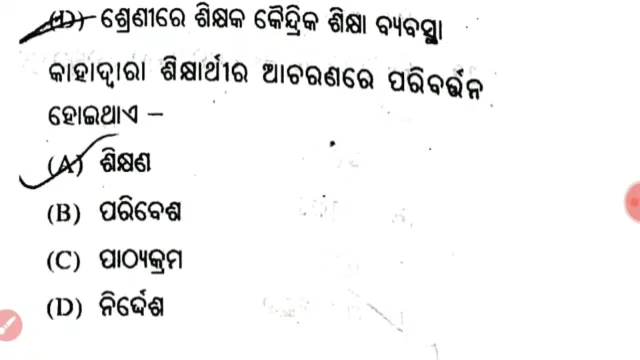 (D) ଶ୍ରେଣୀରେ ଶିକ୍ଷକ କୈନ୍ଦ୍ରିକ ଶିକ୍ଷା ବ୍ୟବସ୍ଥା
କାହାଦ୍ୱାରା ଶିକ୍ଷାର୍ଥୀର ଆଚରଣରେ ପରିବର୍ତ୍ତନ
ହୋଇଥାଏ –
(A) ଶିକ୍ଷଣ
(B) ପରିବେଶ
(C) ପାଠ୍ୟକ୍ରମ
(D) ନିର୍ଦ୍ଦେଶ